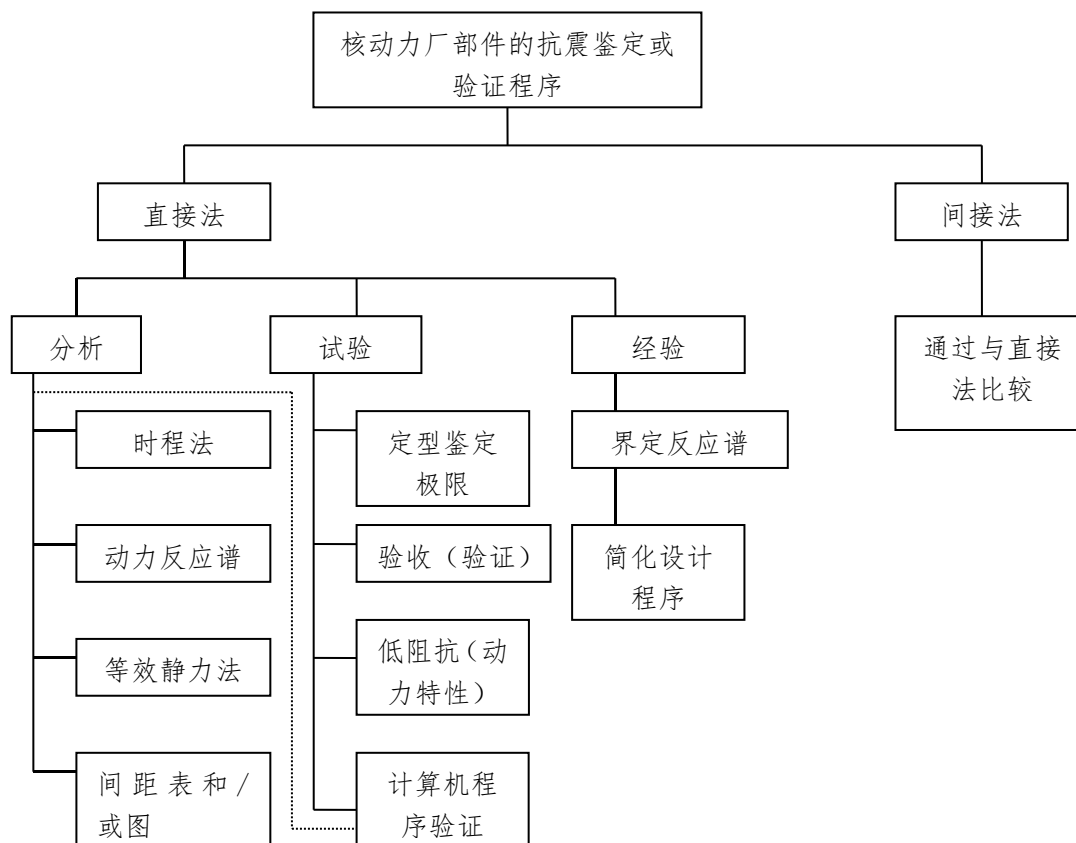 核动力厂部件的抗震鉴定或
验证程序
直接法
间接法
分析
试验
经验
通过与直接
法比较
时程法
定型鉴定
极限
界定反应谱
动力反应谱
验收（验证）
简化设计
程序
等效静力法
低阻抗（动
力特性）
间距表和/
或图
计算机程
序验证